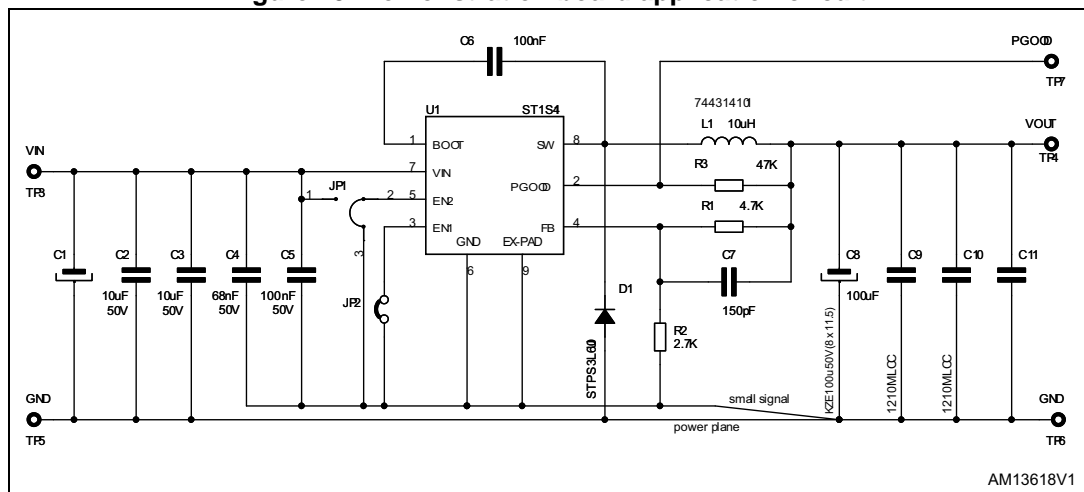 C6
100nF
PGOOD
TP7
U1
ST1S4
74431401
L1
10uH
VOUT
TP4
VIN
TP3
1
BOOT
SW
8
7
VIN
R3
47K
JP1
1
2
5
EN2
PGOOD
2
R1
4.7K
3
EN1
FB
4
3
GND
EX-PAD
6
9
C1
C2
10uF
50V
C3
10uF
50V
C4
68nF
50V
C5
100nF
50V
JP2
C7
150pF
D1
STPS3L60
R2
2.7K
C8
100uF
KZE100u50V(8x11.5)
C9
1210MLCC
C10
1210MLCC
C11
GND
TP5
small signal
power plane
GND
TP6
AM13618V1